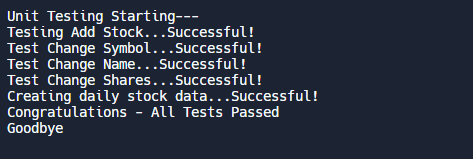 Unit Testing Starting---
Testing Add Stock...Successful!
Test Change Symbol...Successful!
Test Change Name...Successful!
Test Change Shares...Successful!
Creating daily stock data...Successful!
Congratulations - All Tests Passed
Goodbye